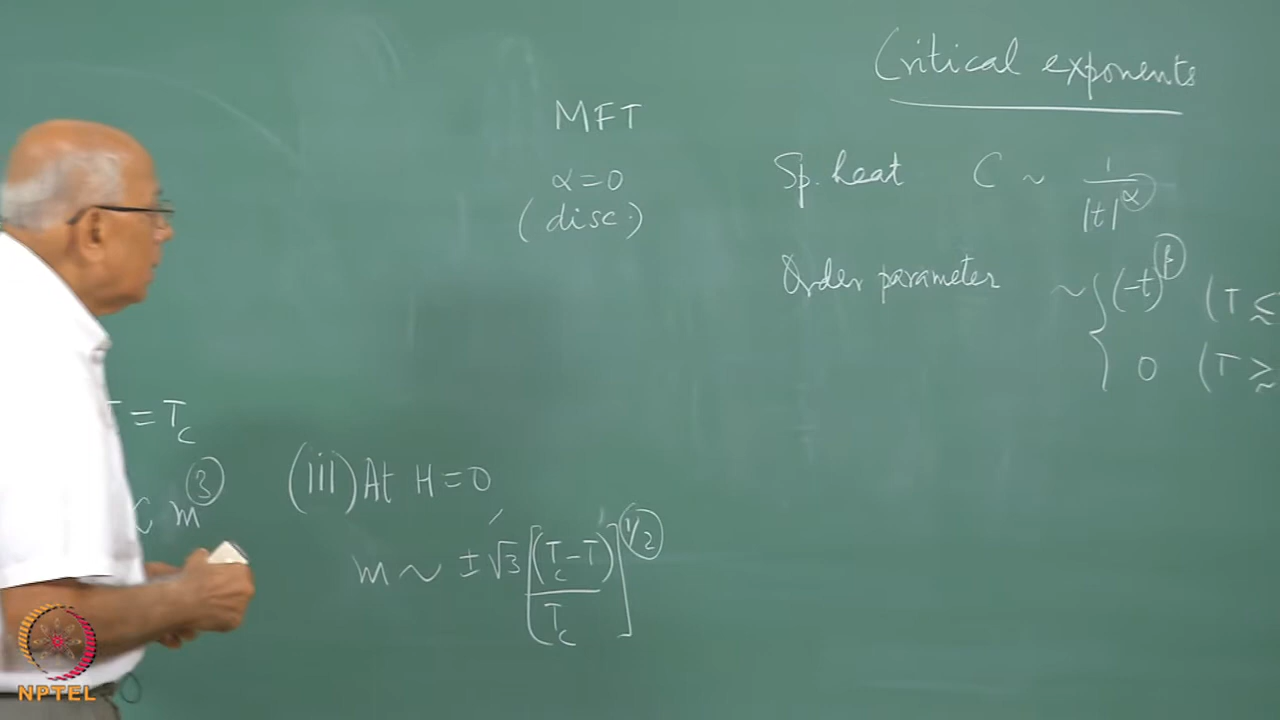 Critical exponents
MFT
Sp. heat C ~ 1/|t|^α
α=0
(disc.)
Order parameter ~ { (-t)^β (T ≲
0 (T ≳
T = T_c
C m^3
(iii) At H=0
m ~ ±√3 [(T_c-T)/T_c]^1/2
NPTEL